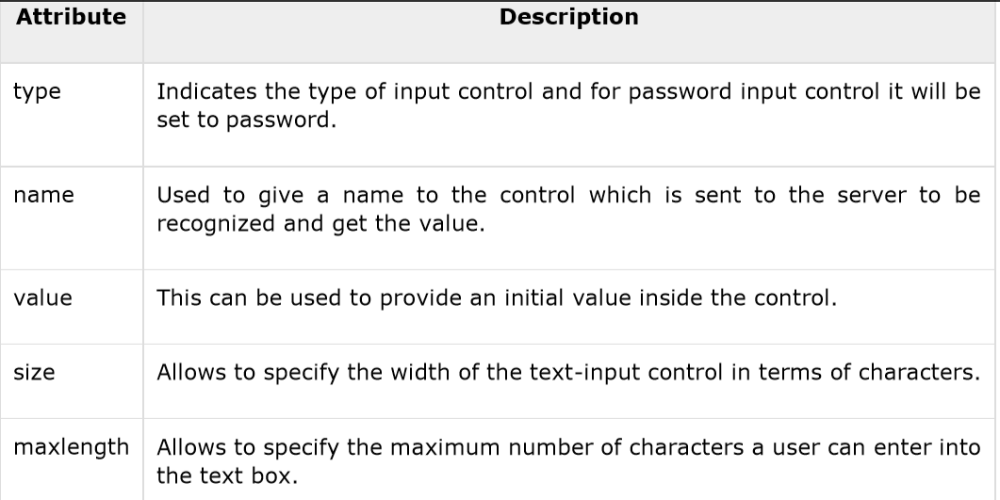 Attribute Description
type Indicates the type of input control and for password input control it will be
set to password.
name Used to give a name to the control which is sent to the server to be
recognized and get the value.
value This can be used to provide an initial value inside the control.
size Allows to specify the width of the text-input control in terms of characters.
maxlength Allows to specify the maximum number of characters a user can enter into
the text box.